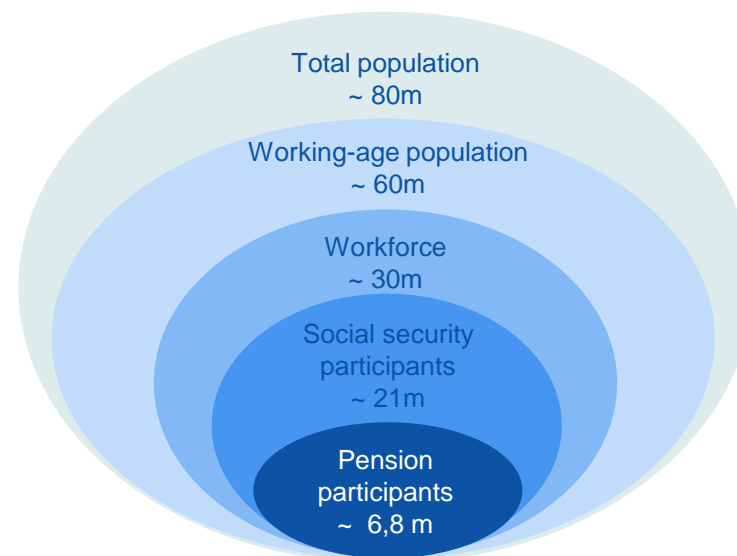 Total population
~ 80m
Working-age population
~ 60m
Workforce
~ 30m
Social security
participants
~ 21m
Pension
participants
~ 6,8 m